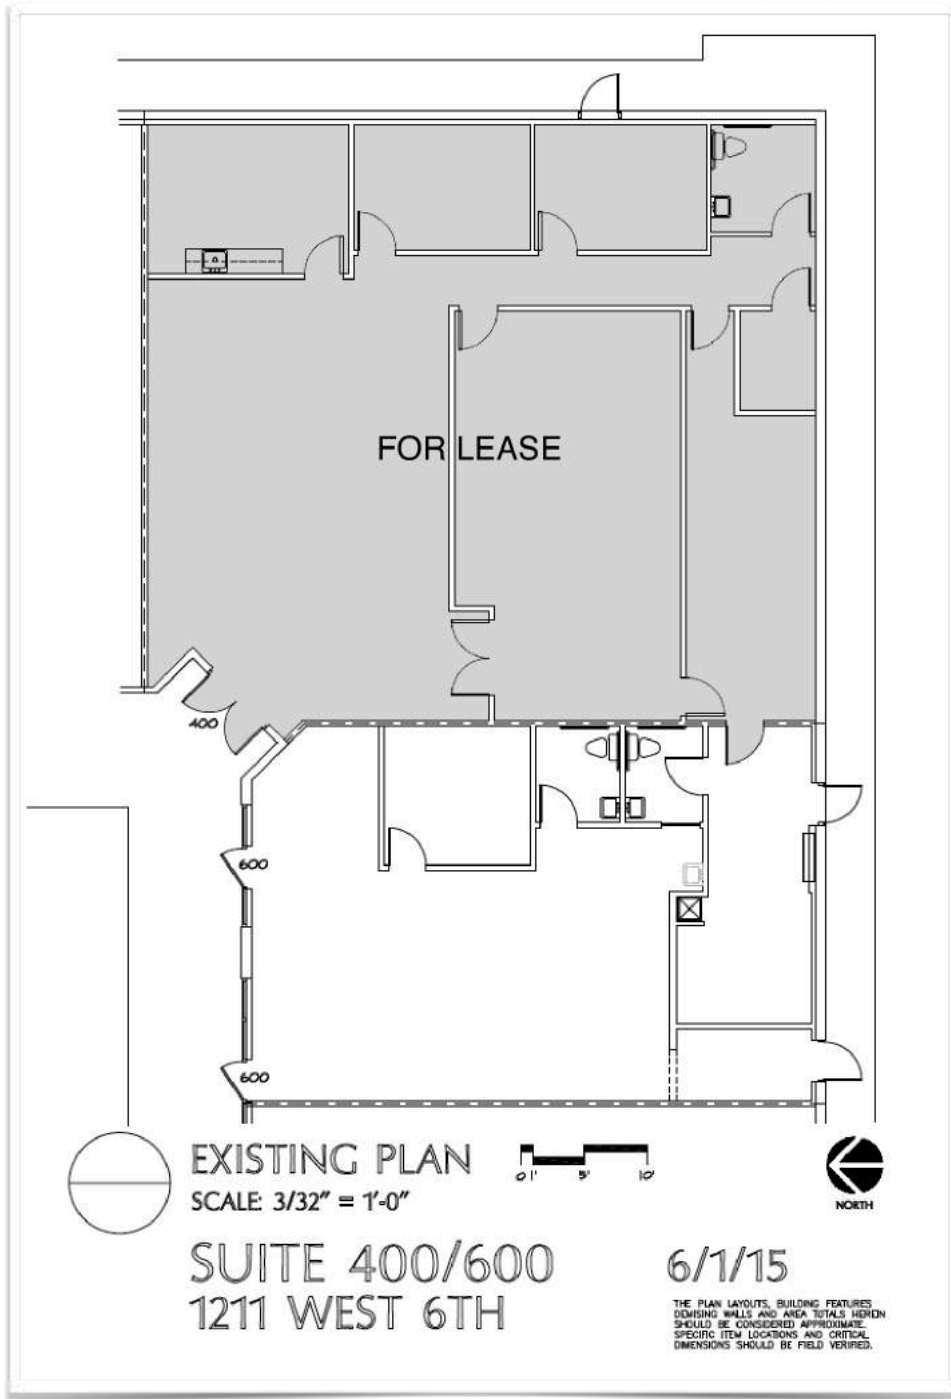 FOR LEASE
400
600
600
EXISTING PLAN
SCALE: 3/32" = 1'-0"
0 1' 5' 10'
NORTH
SUITE 400/600
1211 WEST 6TH
6/1/15
THE PLAN LAYOUTS, BUILDING FEATURES
DEMISING WALLS AND AREA TOTALS HEREIN
SHOULD BE CONSIDERED APPROXIMATE.
SPECIFIC ITEM LOCATIONS AND CRITICAL
DIMENSIONS SHOULD BE FIELD VERIFIED.